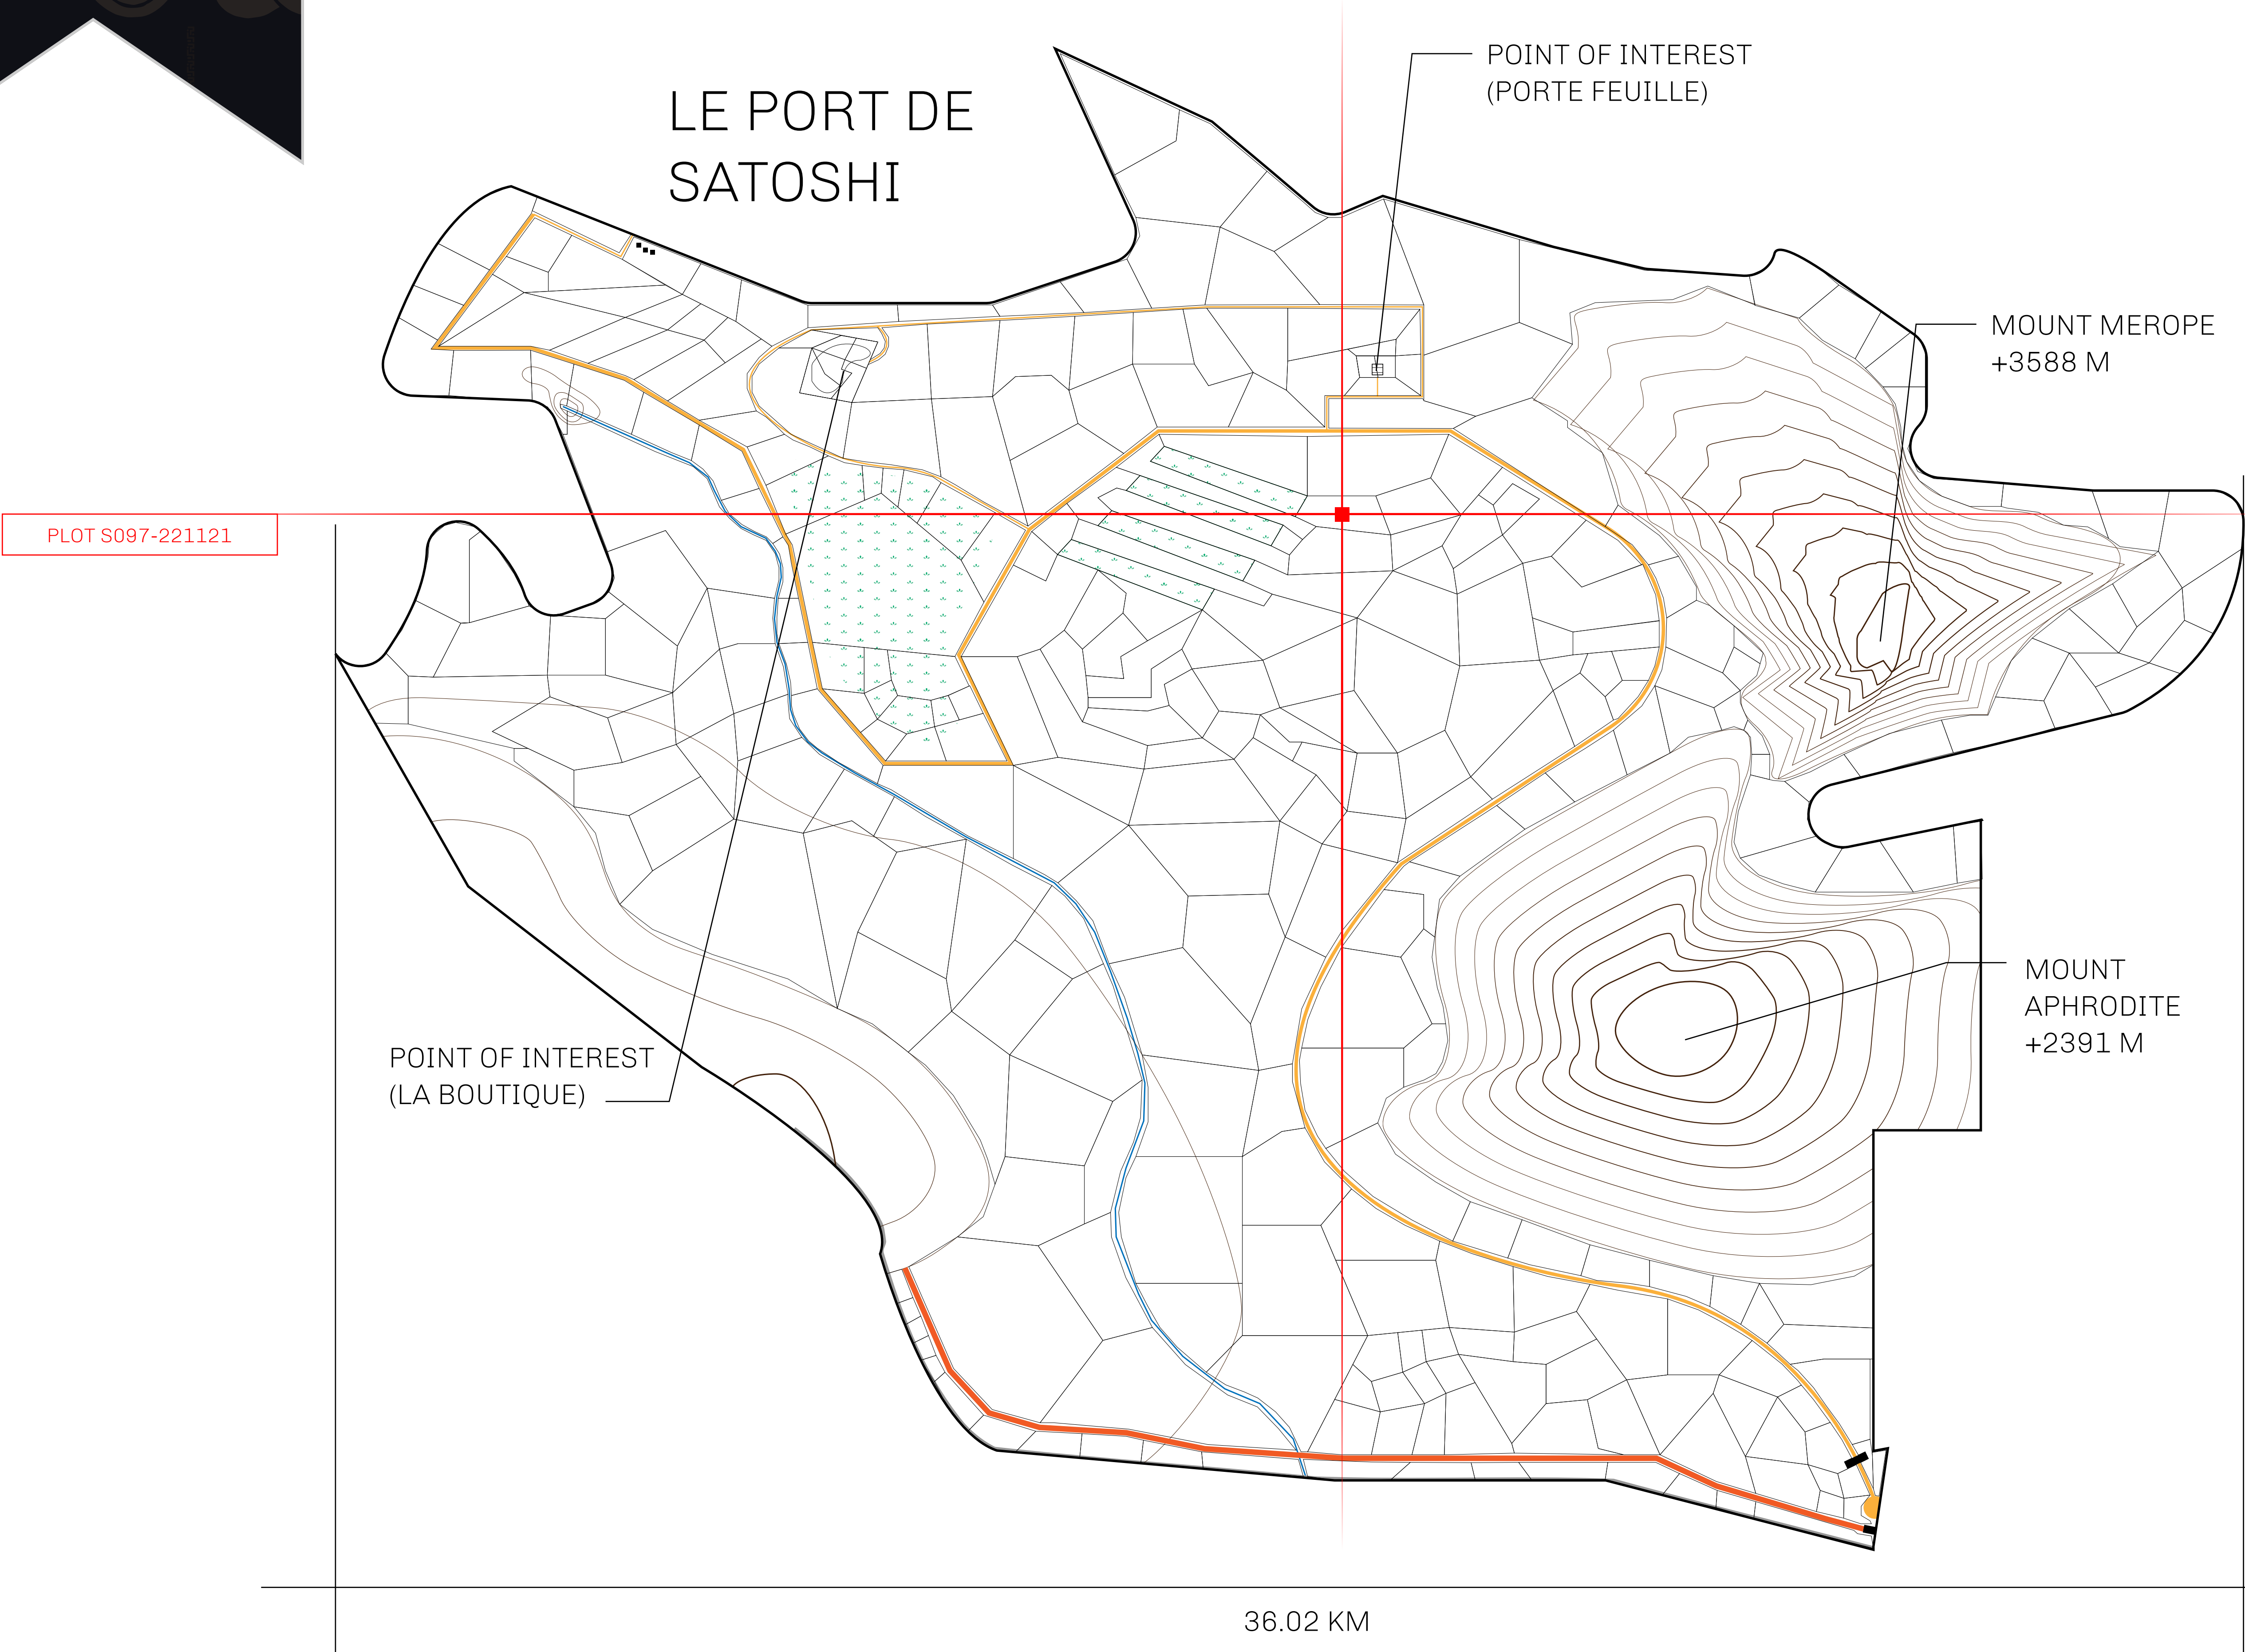 LE PORT DE
SATOSHI
POINT OF INTEREST
(PORTE FEUILLE)
MOUNT MEROPE
+3588 M
PLOT S097-221121
MOUNT
APHRODITE
+2391 M
POINT OF INTEREST
(LA BOUTIQUE)
36.02 KM